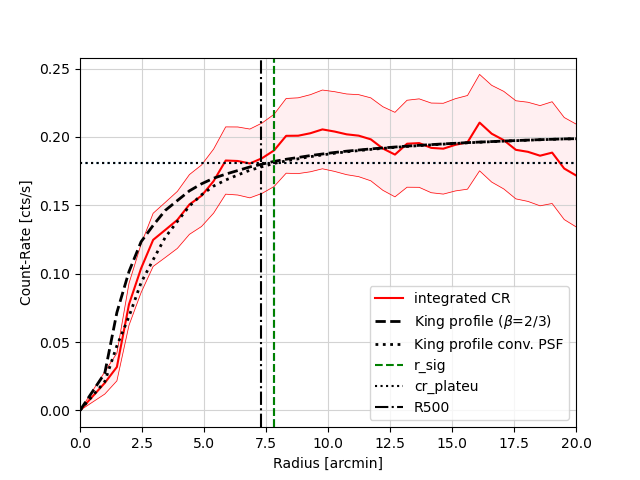 0.25
0.20
0.15
0.10
0.05
0.00
Count-Rate [cts/s]
integrated CR
King profile (β=2/3)
King profile conv. PSF
r_sig
cr_plateu
R500
0.0 2.5 5.0 7.5 10.0 12.5 15.0 17.5 20.0
Radius [arcmin]